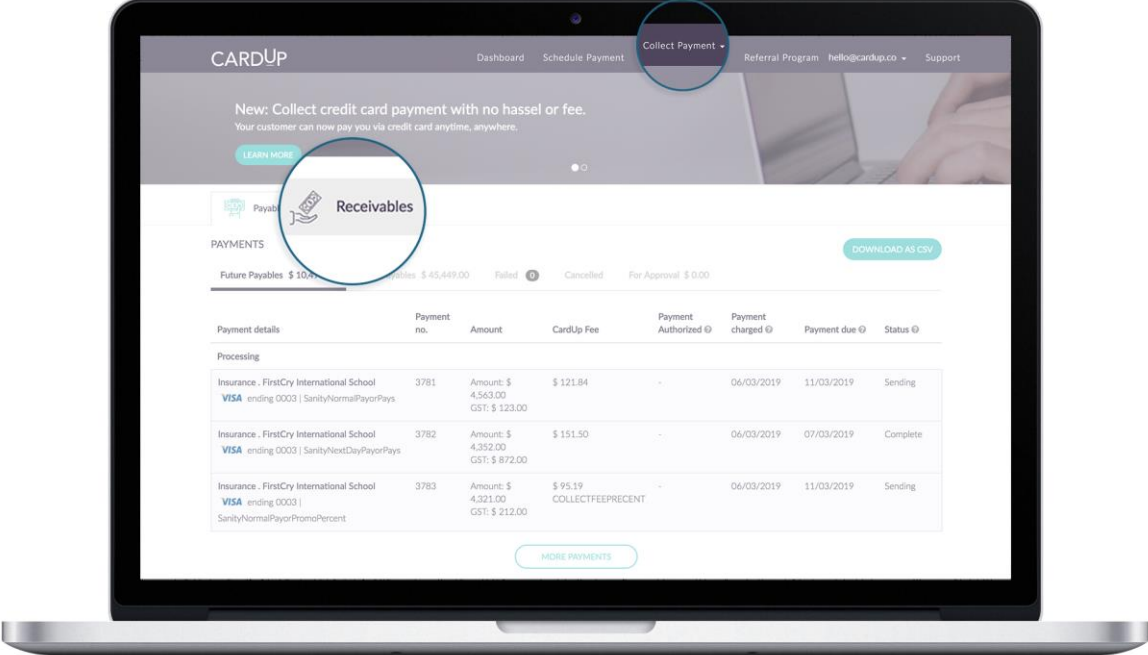 CARDUP
Dashboard
Schedule Payment
Collect Payment
Referral Program
hello@cardup.co
Support
New: Collect credit card payment with no hassel or fee.
Your customer can now pay you via credit card anytime, anywhere.
LEARN MORE
Receivables
PAYMENTS
DOWNLOAD AS CSV
Future Payables
$ 45,449.00
Failed 0
Cancelled
For Approval $ 0.00
Payment details
Payment
no.
Amount
CardUp Fee
Payment
Authorized
Payment
charged
Payment due
Status
Processing
Insurance . FirstCry International School
VISA ending 0003 | SanityNormalPayorPays
3781
Amount: $
4,563.00
GST: $ 123.00
$ 121.84
-
06/03/2019
11/03/2019
Sending
Insurance . FirstCry International School
VISA ending 0003 | SanityNextDayPayorPays
3782
Amount: $
4,352.00
GST: $ 872.00
$ 151.50
-
06/03/2019
07/03/2019
Complete
Insurance . FirstCry International School
VISA ending 0003 |
SanityNormalPayorPromoPercent
3783
Amount: $
4,321.00
GST: $ 212.00
$ 95.19
COLLECTFEEPRECENT
-
06/03/2019
11/03/2019
Sending
MORE PAYMENTS